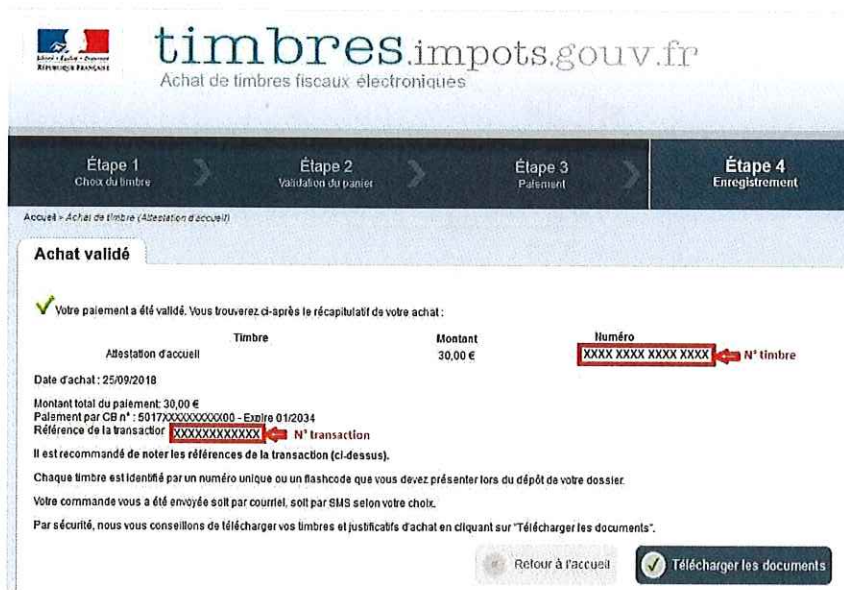 Liberté • Égalité • Fraternité
RÉPUBLIQUE FRANÇAISE
timbres.impots.gouv.fr
Achat de timbres fiscaux électroniques
Étape 1
Choix du timbre
Étape 2
Validation du panier
Étape 3
Paiement
Étape 4
Enregistrement
Accueil > Achat de timbre (Attestation d'accueil)
Achat validé
Votre paiement a été validé. Vous trouverez ci-après le récapitulatif de votre achat :
Timbre Montant Numéro
Attestation d'accueil 30,00 € XXXX XXXX XXXX XXXX N° timbre
Date d'achat : 25/09/2018
Montant total du paiement: 30,00 €
Paiement par CB n° : 5017XXXXXXXXXX00 - Expire 01/2034
Référence de la transaction XXXXXXXXXXXX N° transaction
Il est recommandé de noter les références de la transaction (ci-dessus).
Chaque timbre est identifié par un numéro unique ou un flashcode que vous devez présenter lors du dépôt de votre dossier.
Votre commande vous a été envoyée soit par courriel, soit par SMS selon votre choix.
Par sécurité, nous vous conseillons de télécharger vos timbres et justificatifs d'achat en cliquant sur "Télécharger les documents".
Retour à l'accueil
Télécharger les documents